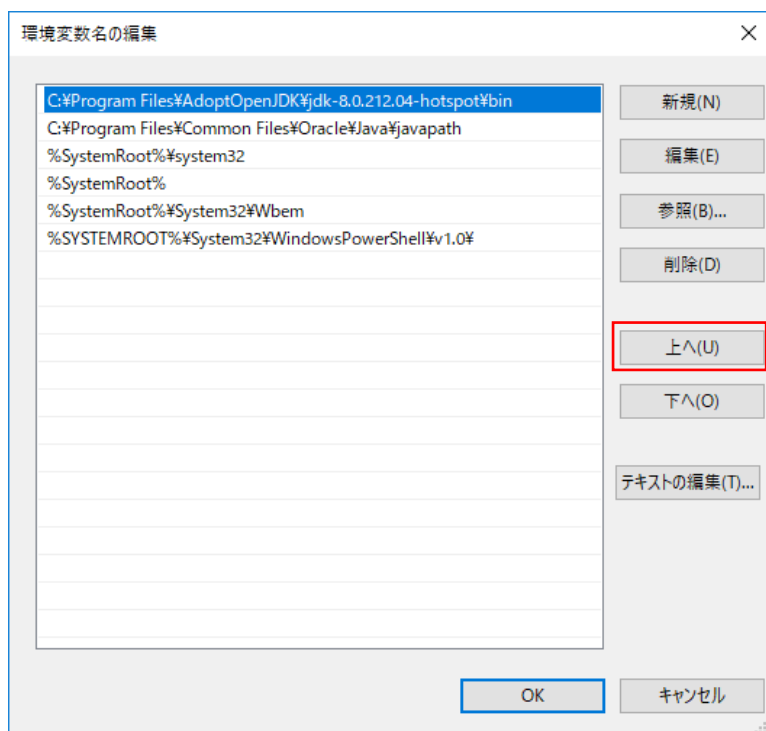 環境変数名の編集
C:¥Program Files¥AdoptOpenJDK¥jdk-8.0.212.04-hotspot¥bin
C:¥Program Files¥Common Files¥Oracle¥Java¥javapath
%SystemRoot%¥system32
%SystemRoot%
%SystemRoot%¥System32¥Wbem
%SYSTEMROOT%¥System32¥WindowsPowerShell¥v1.0¥
新規(N)
編集(E)
参照(B)...
削除(D)
上へ(U)
下へ(O)
テキストの編集(T)...
OK
キャンセル